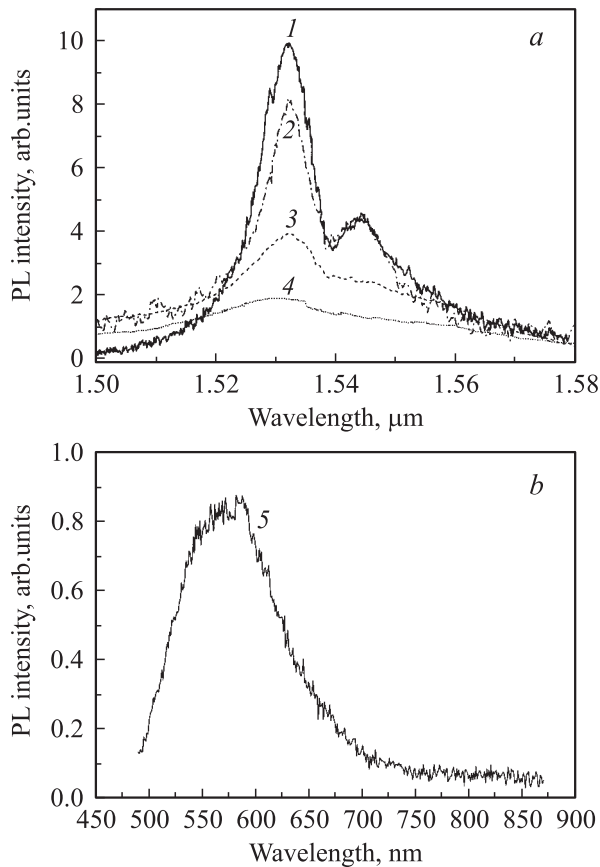 a
1
2
3
4
PL intensity, arb.units
10
8
6
4
2
0
1.50 1.52 1.54 1.56 1.58
Wavelength, μm
b
5
PL intensity, arb.units
1.0
0.8
0.6
0.4
0.2
0.0
450 500 550 600 650 700 750 800 850 900
Wavelength, nm